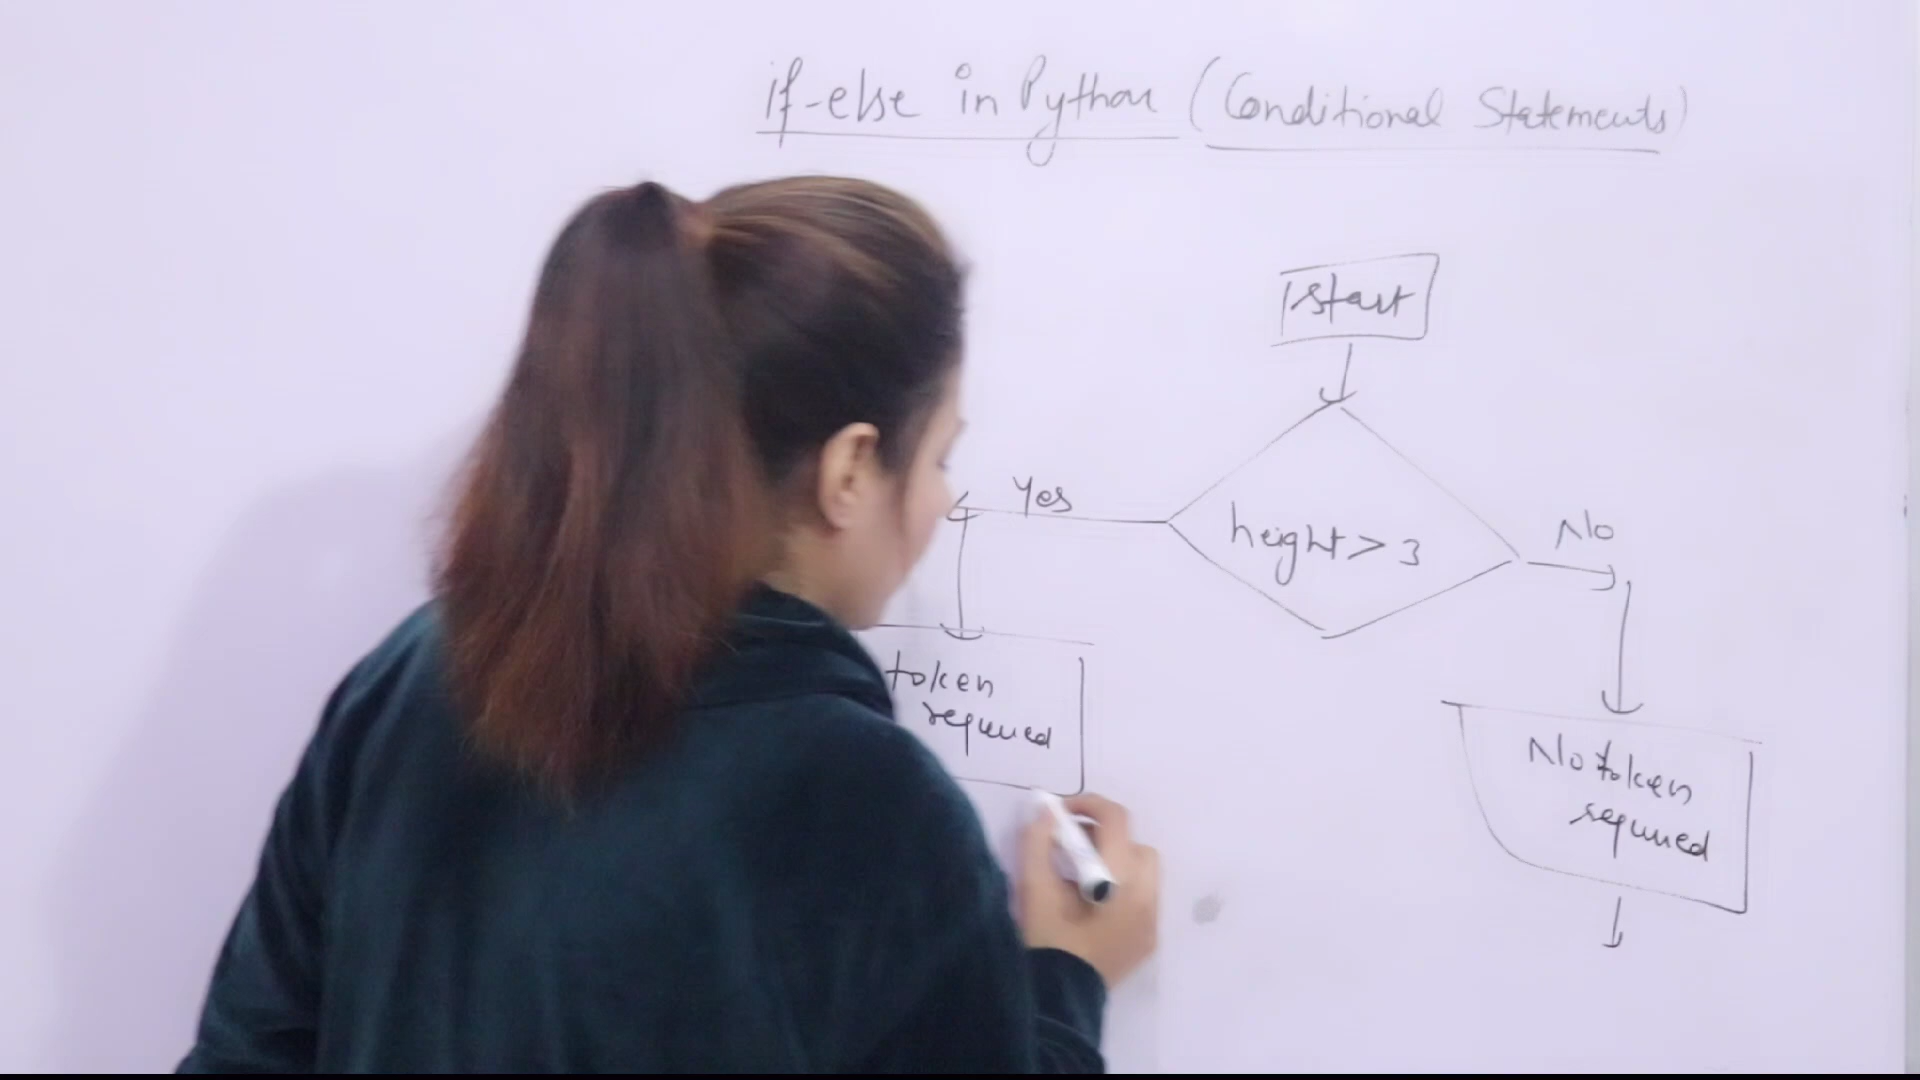 if-else in Python (Conditional Statements)
start
Yes
height > 3
No
token
required
No token
required